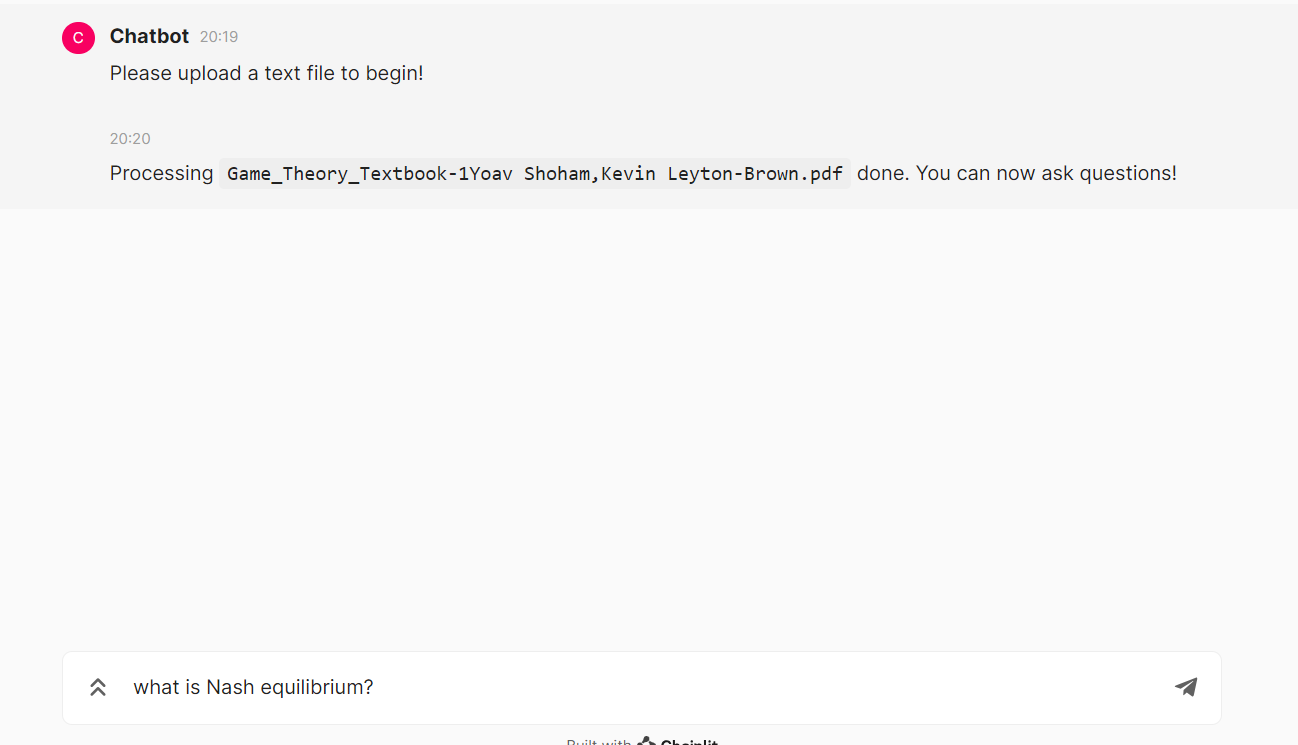 C
Chatbot 20:19
Please upload a text file to begin!
20:20
Processing Game_Theory_Textbook-1Yoav Shoham,Kevin Leyton-Brown.pdf done. You can now ask questions!
what is Nash equilibrium?
Built with Chainlit